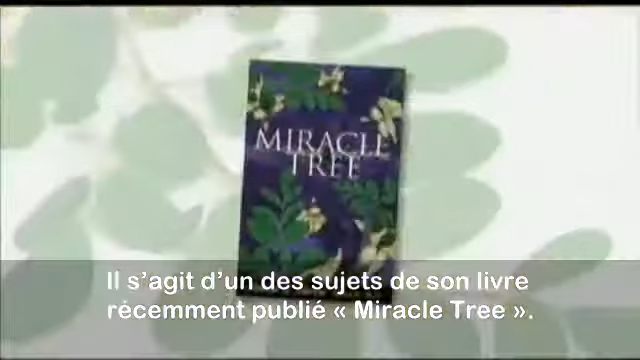 MIRACLE
TREE
Il s’agit d’un des sujets de son livre
récemment publié « Miracle Tree ».